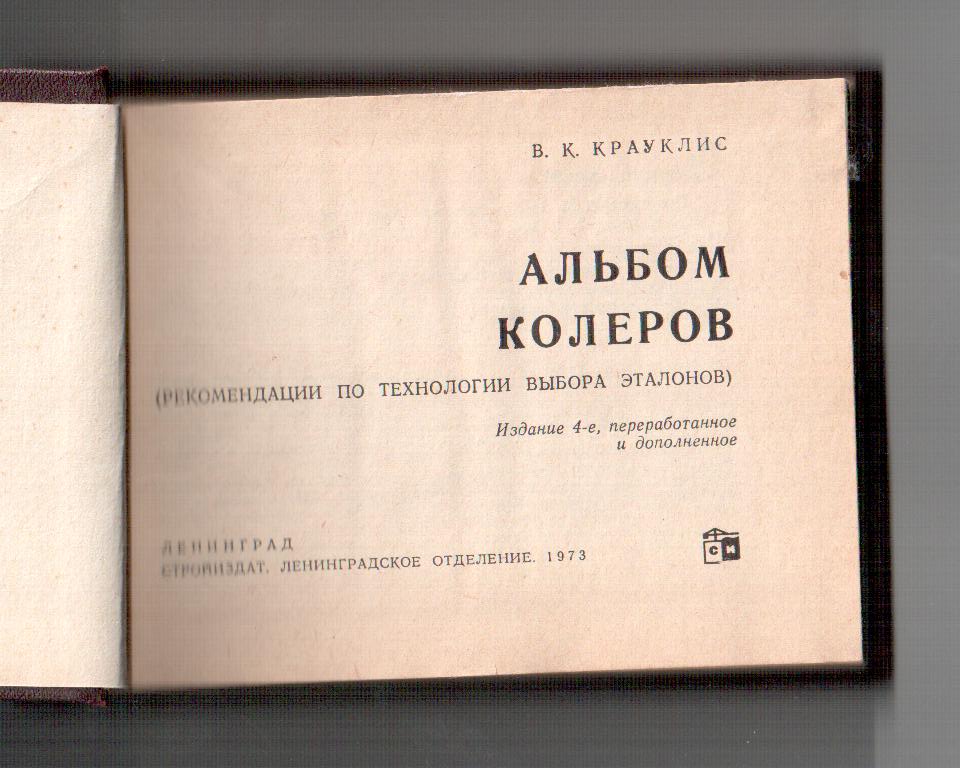 В. К. КРАУКЛИС
АЛЬБОМ
КОЛЕРОВ
(РЕКОМЕНДАЦИИ ПО ТЕХНОЛОГИИ ВЫБОРА ЭТАЛОНОВ)
Издание 4-е, переработанное
и дополненное
ЛЕНИНГРАД
СТРОЙИЗДАТ. ЛЕНИНГРАДСКОЕ ОТДЕЛЕНИЕ. 1973
СИ